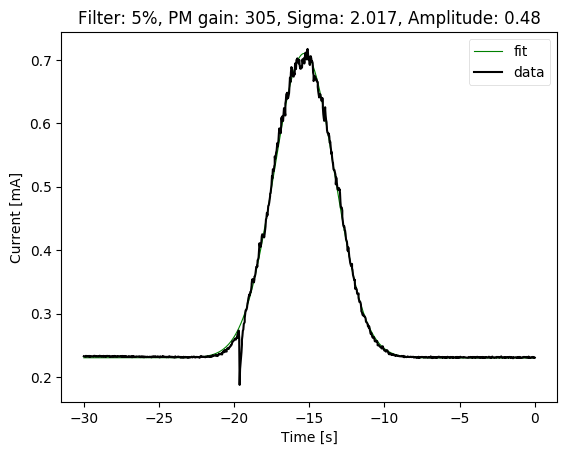 Filter: 5%, PM gain: 305, Sigma: 2.017, Amplitude: 0.48
fit
data
0.7
0.6
0.5
0.4
0.3
0.2
Current [mA]
−30
−25
−20
−15
−10
−5
0
Time [s]